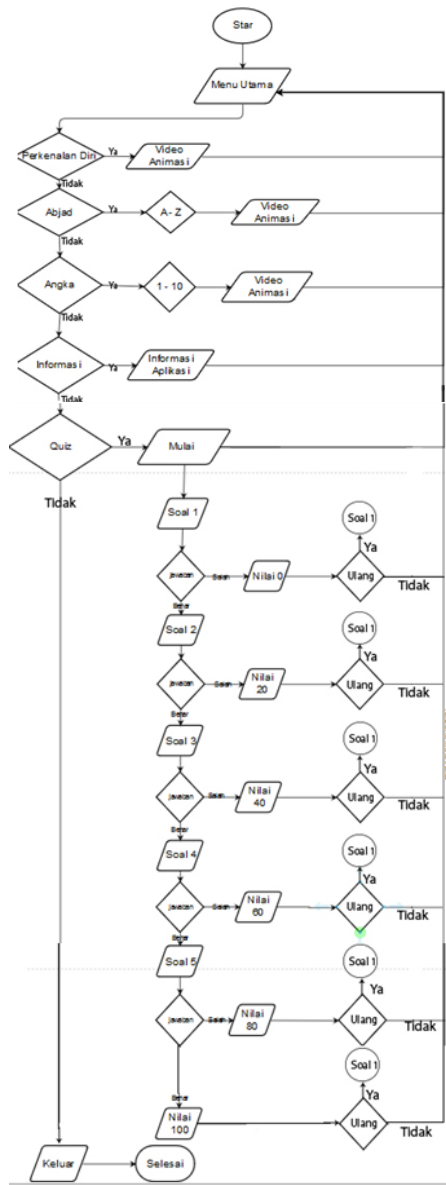 Star
Menu Utama
Perkenalan Diri
Ya
Video
Animasi
Tidak
Abjad
Ya
A - Z
Video
Animasi
Tidak
Angka
Ya
1 - 10
Video
Animasi
Tidak
Informasi
Ya
Informasi
Aplikasi
Tidak
Quiz
Ya
Mulai
Tidak
Soal 1
Soal 1
Ya
jawaban
Salah
Nilai 0
Ulang
Tidak
Benar
Soal 2
Soal 1
Ya
jawaban
Salah
Nilai
20
Ulang
Tidak
Benar
Soal 3
Soal 1
Ya
jawaban
Salah
Nilai
40
Ulang
Tidak
Benar
Soal 4
Soal 1
Ya
jawaban
Salah
Nilai
60
Ulang
Tidak
Benar
Soal 5
Soal 1
Ya
jawaban
Salah
Nilai
80
Ulang
Tidak
Soal 1
Ya
Benar
Nilai
100
Ulang
Tidak
Keluar
Selesai